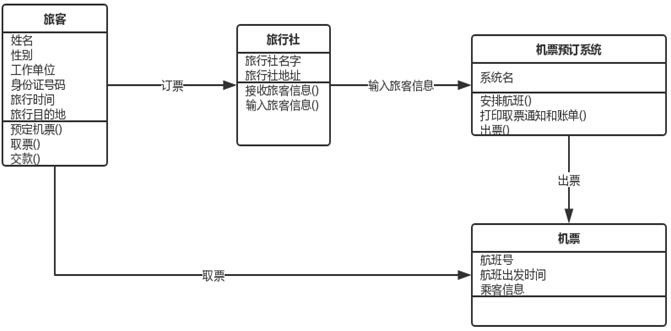 旅客
姓名
性别
工作单位
身份证号码
旅行时间
旅行目的地
预定机票()
取票()
交款()
订票
旅行社
旅行社名字
旅行社地址
接收旅客信息()
输入旅客信息()
输入旅客信息
机票预订系统
系统名
安排航班()
打印取票通知和账单()
出票()
出票
取票
机票
航班号
航班出发时间
乘客信息